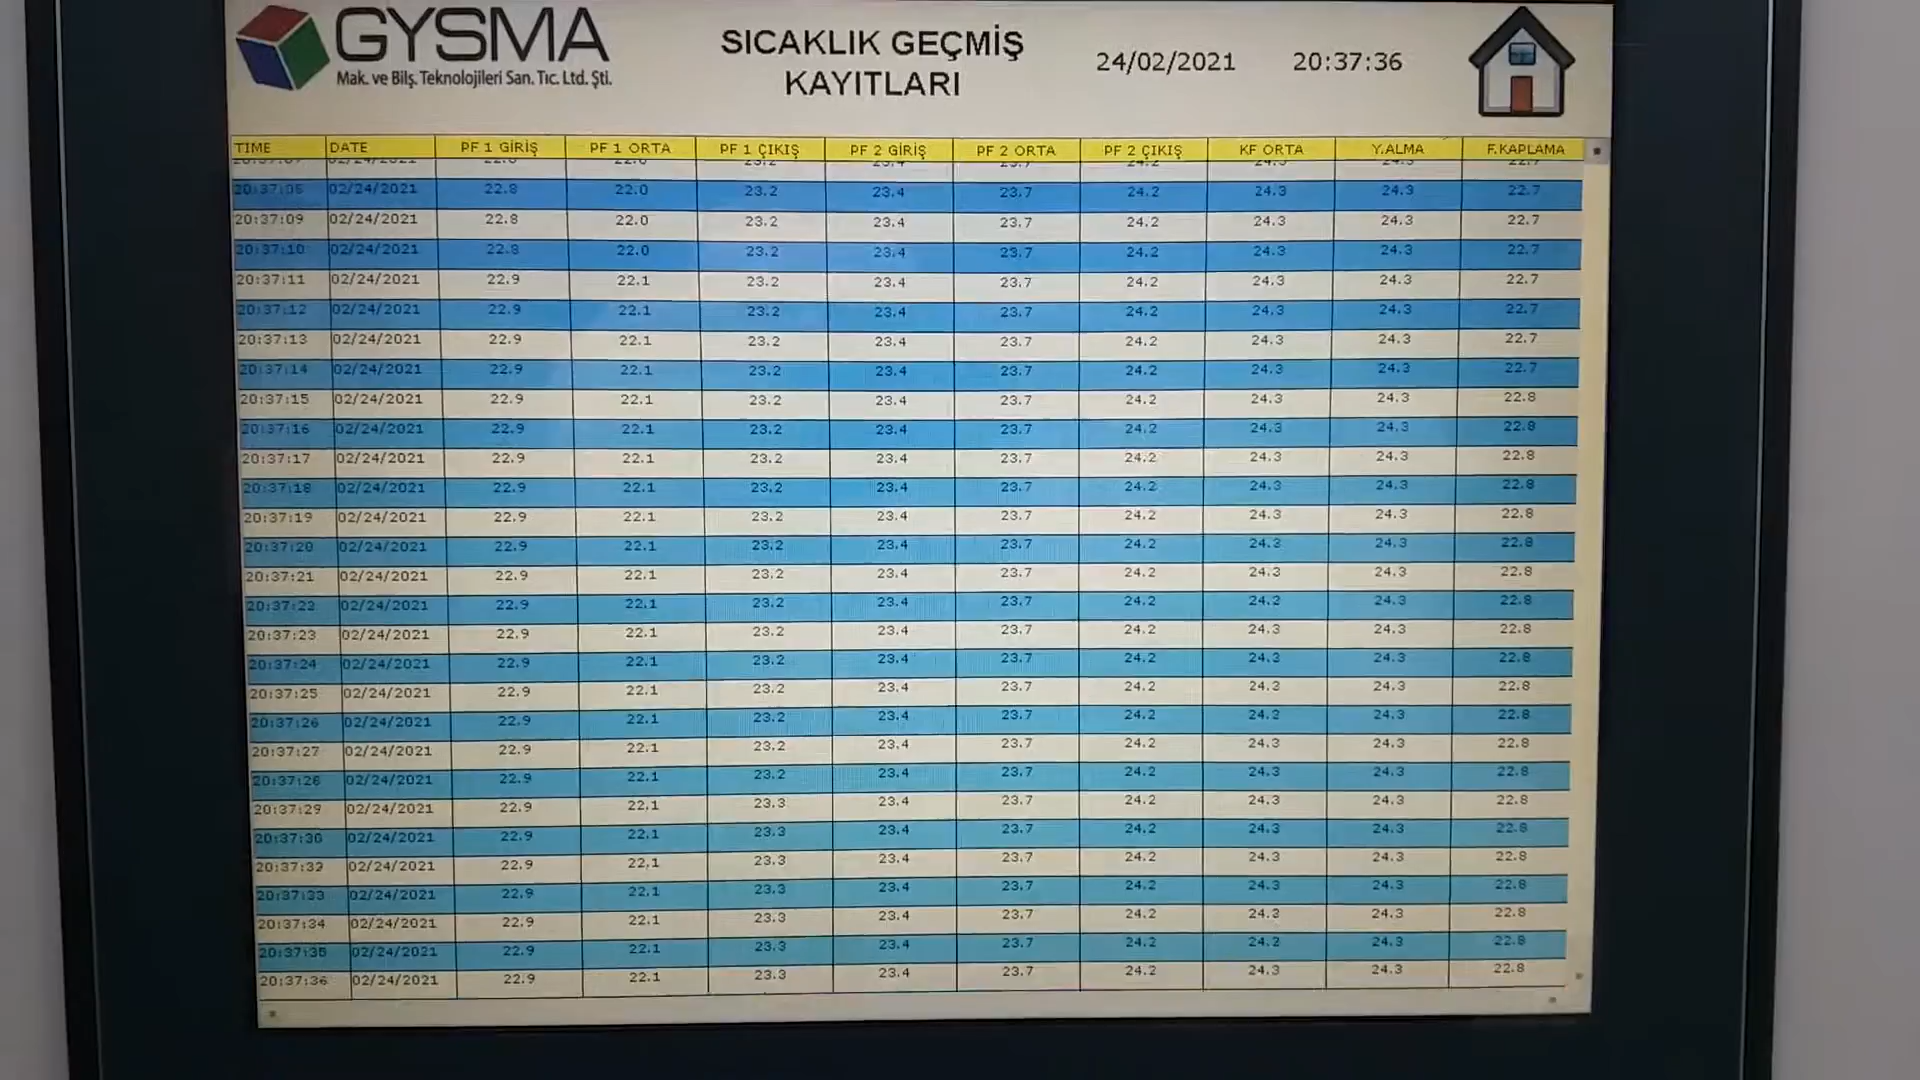 GYSMA
Mak. ve Bilş. Teknolojileri San. Tic. Ltd. Şti.
SICAKLIK GEÇMİŞ
KAYITLARI
24/02/2021 20:37:36
TIME DATE PF 1 GİRİŞ PF 1 ORTA PF 1 ÇIKIŞ PF 2 GİRİŞ PF 2 ORTA PF 2 ÇIKIŞ KF ORTA Y.ALMA F.KAPLAMA
02/24/2021 22.8 22.0 23.2 23.4 23.7 24.2 24.3 24.3 22.7
20:37:09 02/24/2021 22.8 22.0 23.2 23.4 23.7 24.2 24.3 24.3 22.7
20:37:10 02/24/2021 22.8 22.0 23.2 23.4 23.7 24.2 24.3 24.3 22.7
20:37:11 02/24/2021 22.9 22.1 23.2 23.4 23.7 24.2 24.3 24.3 22.7
20:37:12 02/24/2021 22.9 22.1 23.2 23.4 23.7 24.2 24.3 24.3 22.7
20:37:13 02/24/2021 22.9 22.1 23.2 23.4 23.7 24.2 24.3 24.3 22.7
20:37:14 02/24/2021 22.9 22.1 23.2 23.4 23.7 24.2 24.3 24.3 22.7
20:37:15 02/24/2021 22.9 22.1 23.2 23.4 23.7 24.2 24.3 24.3 22.8
20:37:16 02/24/2021 22.9 22.1 23.2 23.4 23.7 24.2 24.3 24.3 22.8
20:37:17 02/24/2021 22.9 22.1 23.2 23.4 23.7 24.2 24.3 24.3 22.8
20:37:18 02/24/2021 22.9 22.1 23.2 23.4 23.7 24.2 24.3 24.3 22.8
20:37:19 02/24/2021 22.9 22.1 23.2 23.4 23.7 24.2 24.3 24.3 22.8
20:37:20 02/24/2021 22.9 22.1 23.2 23.4 23.7 24.2 24.3 24.3 22.8
20:37:21 02/24/2021 22.9 22.1 23.2 23.4 23.7 24.2 24.3 24.3 22.8
20:37:22 02/24/2021 22.9 22.1 23.2 23.4 23.7 24.2 24.3 24.3 22.8
20:37:23 02/24/2021 22.9 22.1 23.2 23.4 23.7 24.2 24.3 24.3 22.8
20:37:24 02/24/2021 22.9 22.1 23.2 23.4 23.7 24.2 24.3 24.3 22.8
20:37:25 02/24/2021 22.9 22.1 23.2 23.4 23.7 24.2 24.3 24.3 22.8
20:37:26 02/24/2021 22.9 22.1 23.2 23.4 23.7 24.2 24.3 24.3 22.8
20:37:27 02/24/2021 22.9 22.1 23.2 23.4 23.7 24.2 24.3 24.3 22.8
20:37:28 02/24/2021 22.9 22.1 23.2 23.4 23.7 24.2 24.3 24.3 22.8
20:37:29 02/24/2021 22.9 22.1 23.3 23.4 23.7 24.2 24.3 24.3 22.8
20:37:30 02/24/2021 22.9 22.1 23.3 23.4 23.7 24.2 24.3 24.3 22.8
20:37:32 02/24/2021 22.9 22.1 23.3 23.4 23.7 24.2 24.3 24.3 22.8
20:37:33 02/24/2021 22.9 22.1 23.3 23.4 23.7 24.2 24.3 24.3 22.8
20:37:34 02/24/2021 22.9 22.1 23.3 23.4 23.7 24.2 24.3 24.3 22.8
20:37:35 02/24/2021 22.9 22.1 23.3 23.4 23.7 24.2 24.2 24.3 22.8
20:37:36 02/24/2021 22.9 22.1 23.3 23.4 23.7 24.2 24.3 24.3 22.8